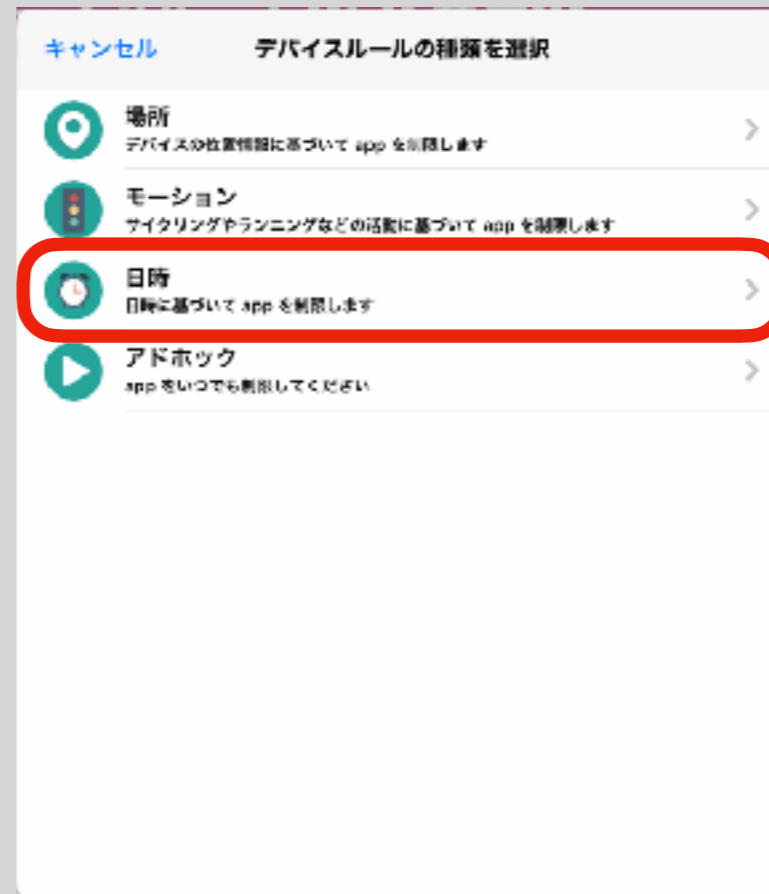 キャンセル デバイスルールの種類を選択
場所
デバイスの位置情報に基づいて app を制限します
モーション
サイクリングやランニングなどの活動に基づいて app を制限します
日時
日時に基づいて app を制限します
アドホック
app をいつでも制限してください